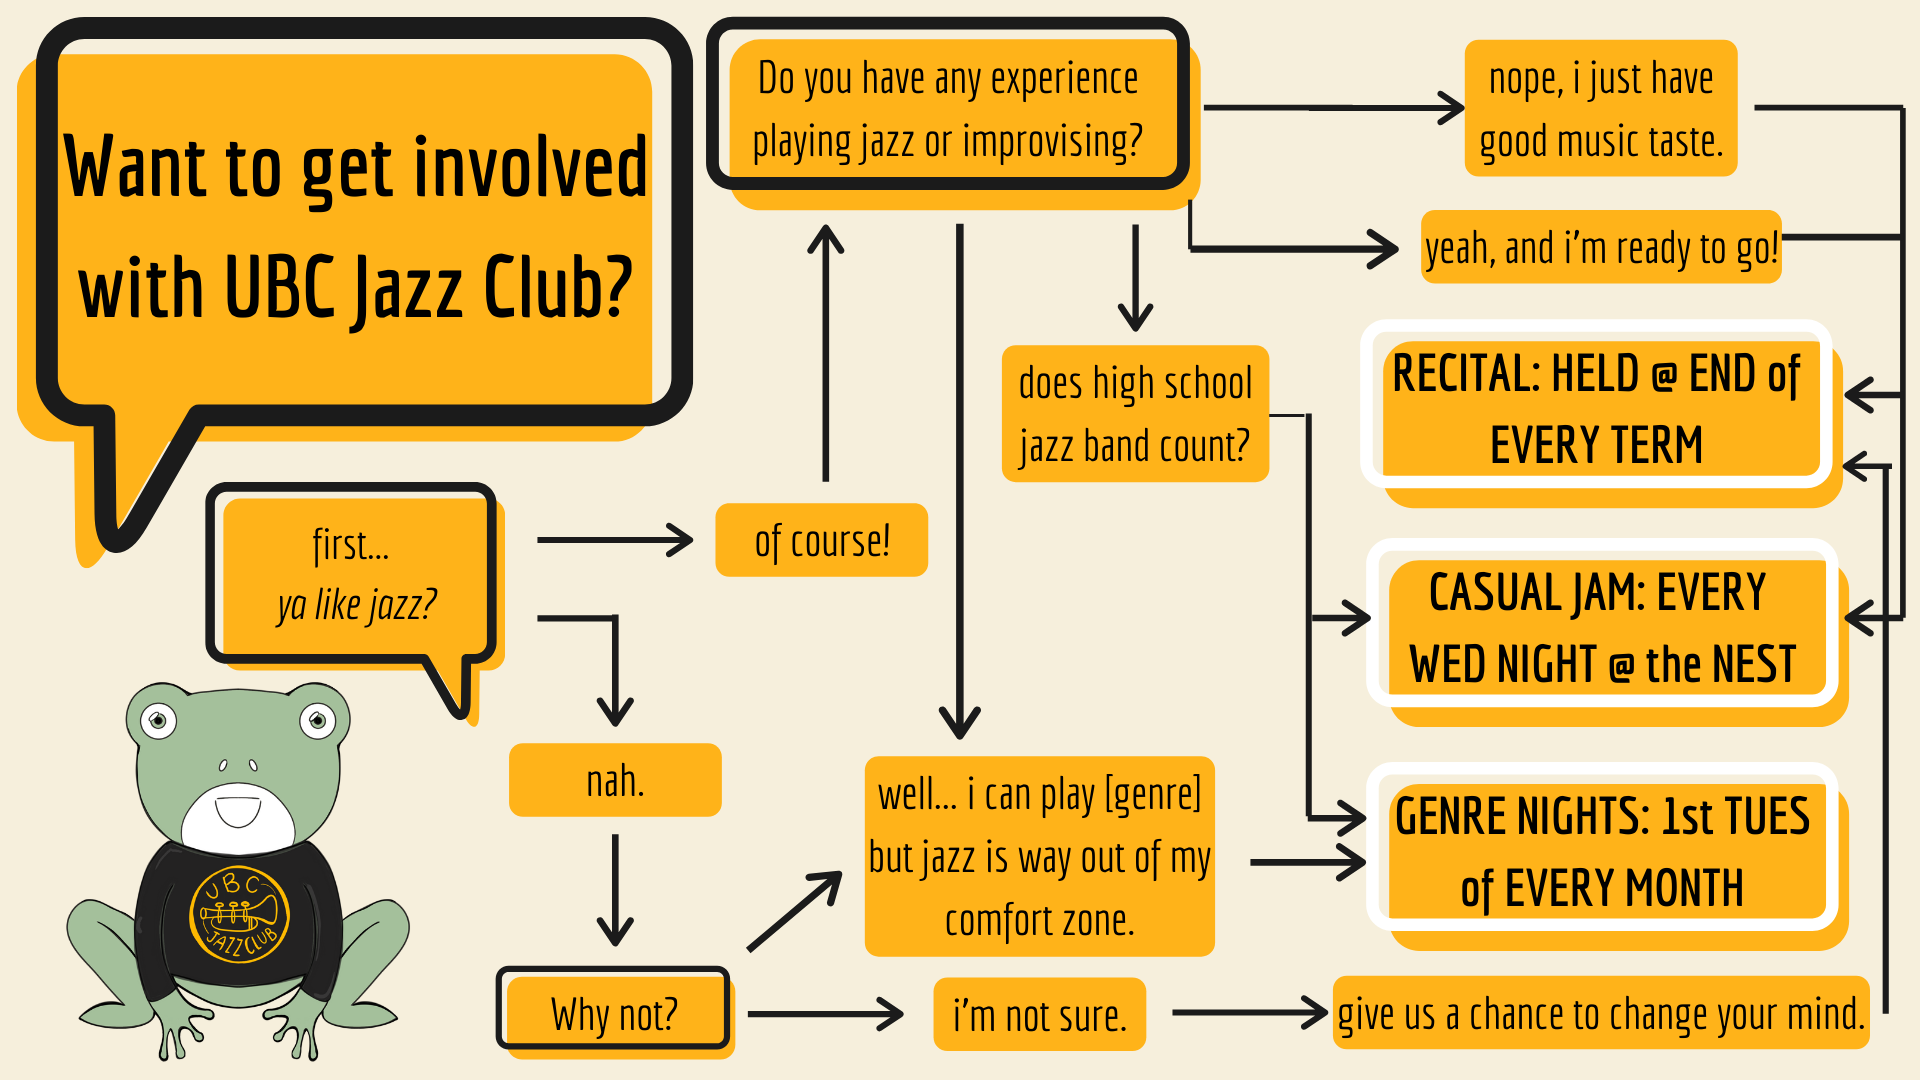 Want to get involved
with UBC Jazz Club?
first...
ya like jazz?
of course!
nah.
Why not?
Do you have any experience
playing jazz or improvising?
nope, i just have
good music taste.
yeah, and i'm ready to go!
does high school
jazz band count?
well... i can play [genre]
but jazz is way out of my
comfort zone.
i'm not sure.
give us a chance to change your mind.
RECITAL: HELD @ END of
EVERY TERM
CASUAL JAM: EVERY
WED NIGHT @ the NEST
GENRE NIGHTS: 1st TUES
of EVERY MONTH
UBC
JAZZ CLUB